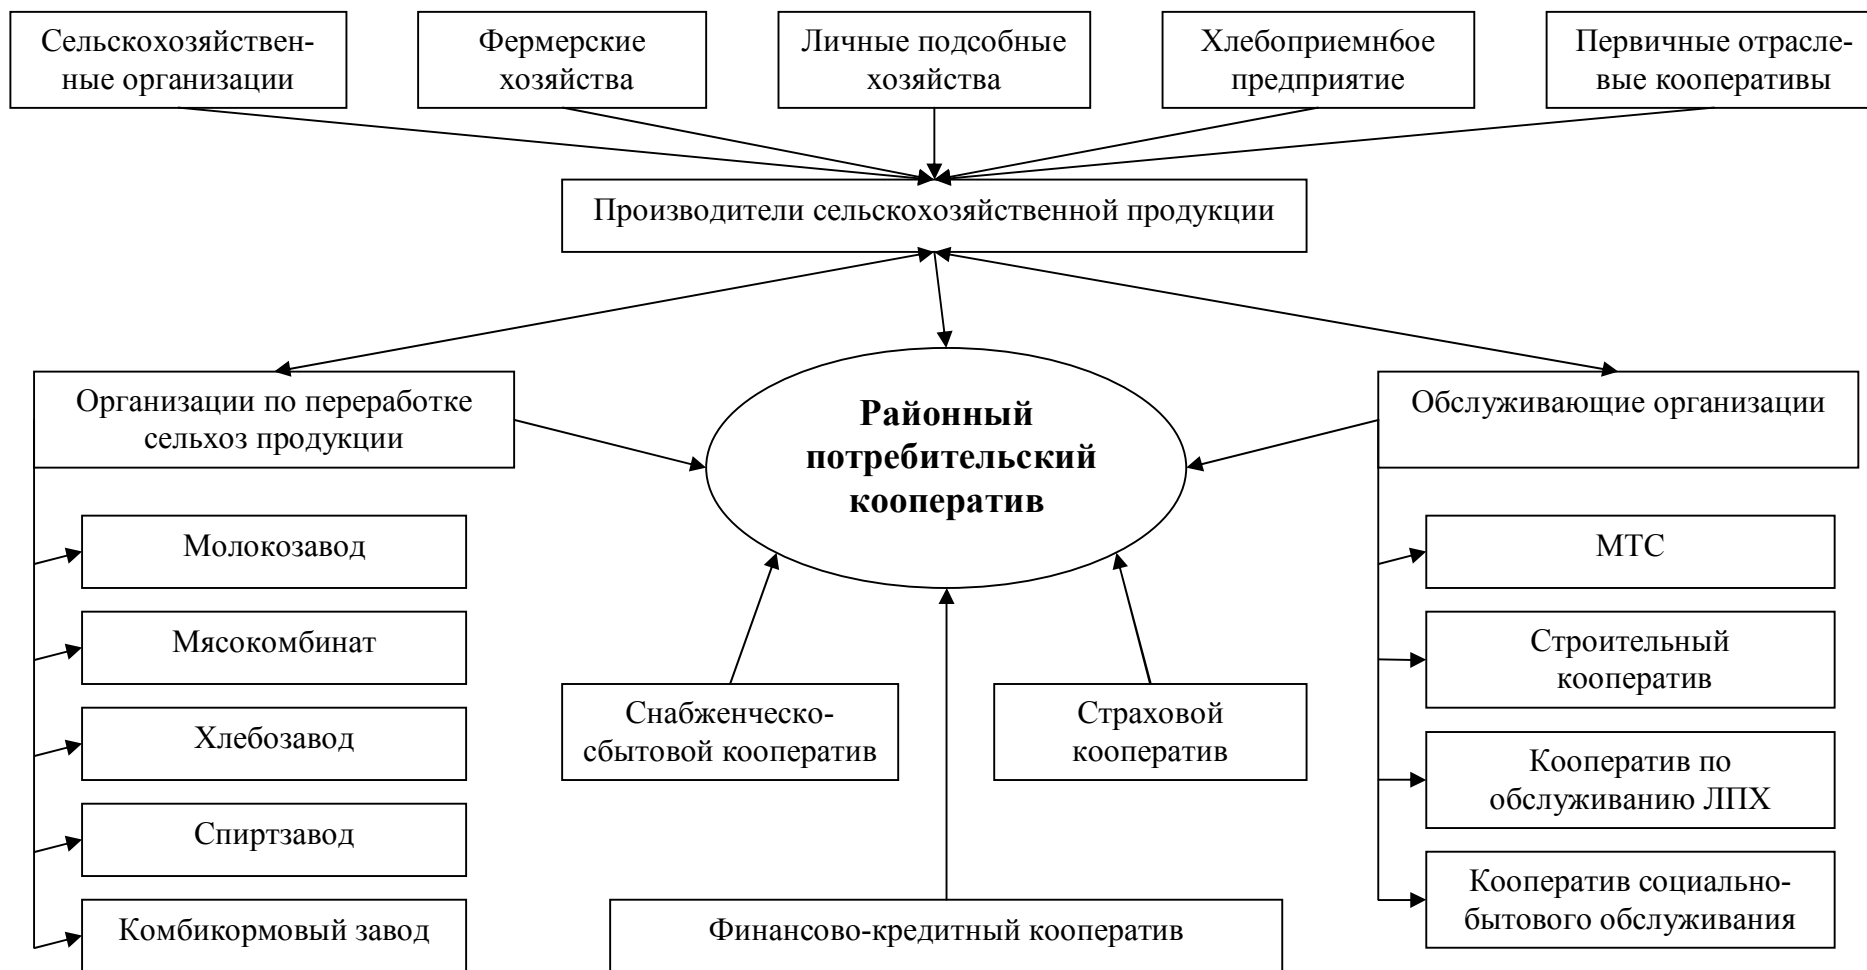 Сельскохозяйствен-
ные организации
Фермерские
хозяйства
Личные подсобные
хозяйства
Хлебоприемн6ое
предприятие
Первичные отрасле-
вые кооперативы
Производители сельскохозяйственной продукции
Организации по переработке
сельхоз продукции
Районный
потребительский
кооператив
Обслуживающие организации
Молокозавод
Мясокомбинат
Хлебозавод
Спиртзавод
Комбикормовый завод
Снабженческо-
сбытовой кооператив
Страховой
кооператив
Финансово-кредитный кооператив
МТС
Строительный
кооператив
Кооператив по
обслуживанию ЛПХ
Кооператив социально-
бытового обслуживания